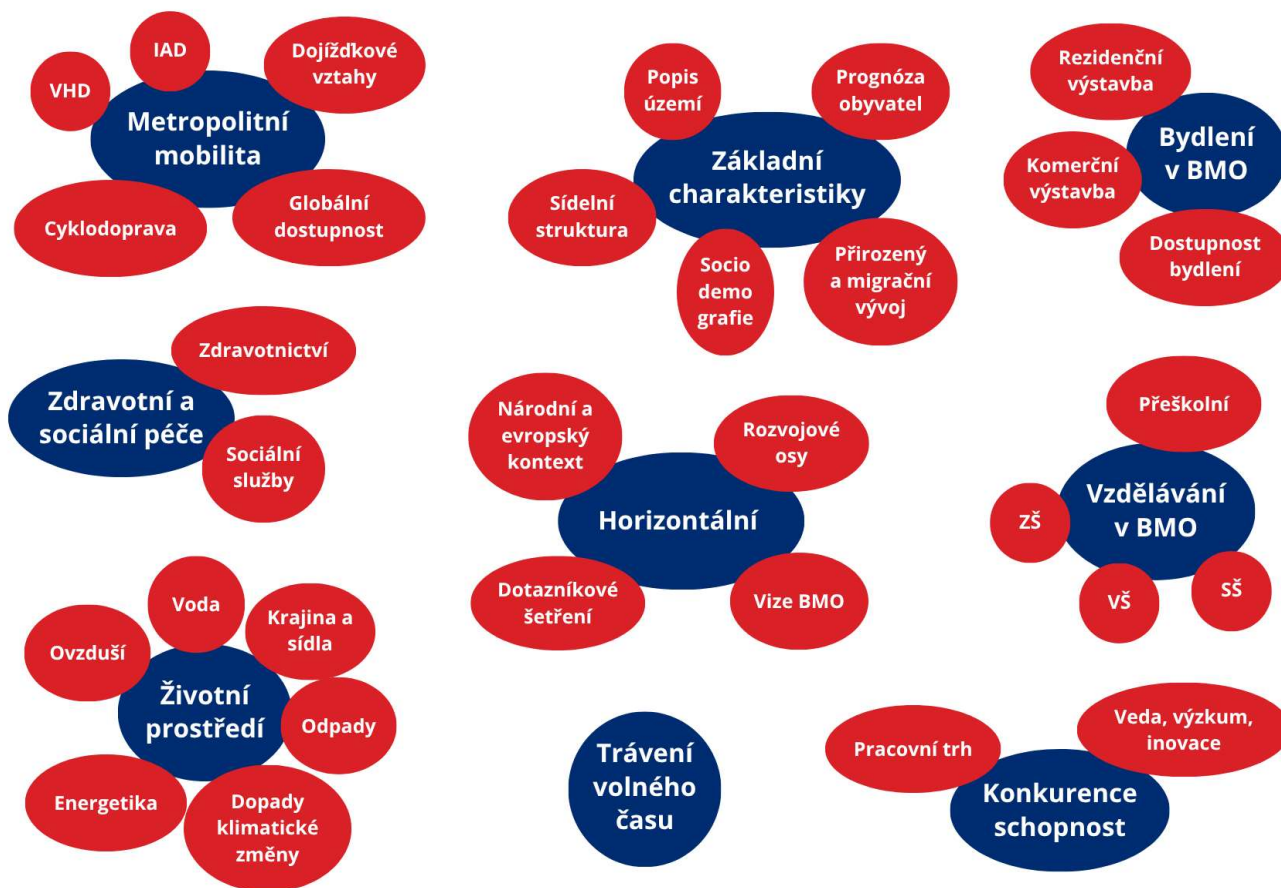 IAD
VHD
Dojížďkové
vztahy
Metropolitní
mobilita
Cyklodoprava
Globální
dostupnost
Popis
území
Prognóza
obyvatel
Základní
charakteristiky
Sídelní
struktura
Socio
demo
grafie
Přirozený
a migrační
vývoj
Rezidenční
výstavba
Bydlení
v BMO
Komerční
výstavba
Dostupnost
bydlení
Zdravotnictví
Zdravotní a
sociální péče
Sociální
služby
Národní a
evropský
kontext
Rozvojové
osy
Horizontální
Dotazníkové
šetření
Vize BMO
Přeškolní
Vzdělávání
v BMO
ZŠ
VŠ
SŠ
Voda
Krajina a
sídla
Ovzduší
Životní
prostředí
Odpady
Energetika
Dopady
klimatické
změny
Trávení
volného
času
Pracovní trh
Veda, výzkum,
inovace
Konkurence
schopnost